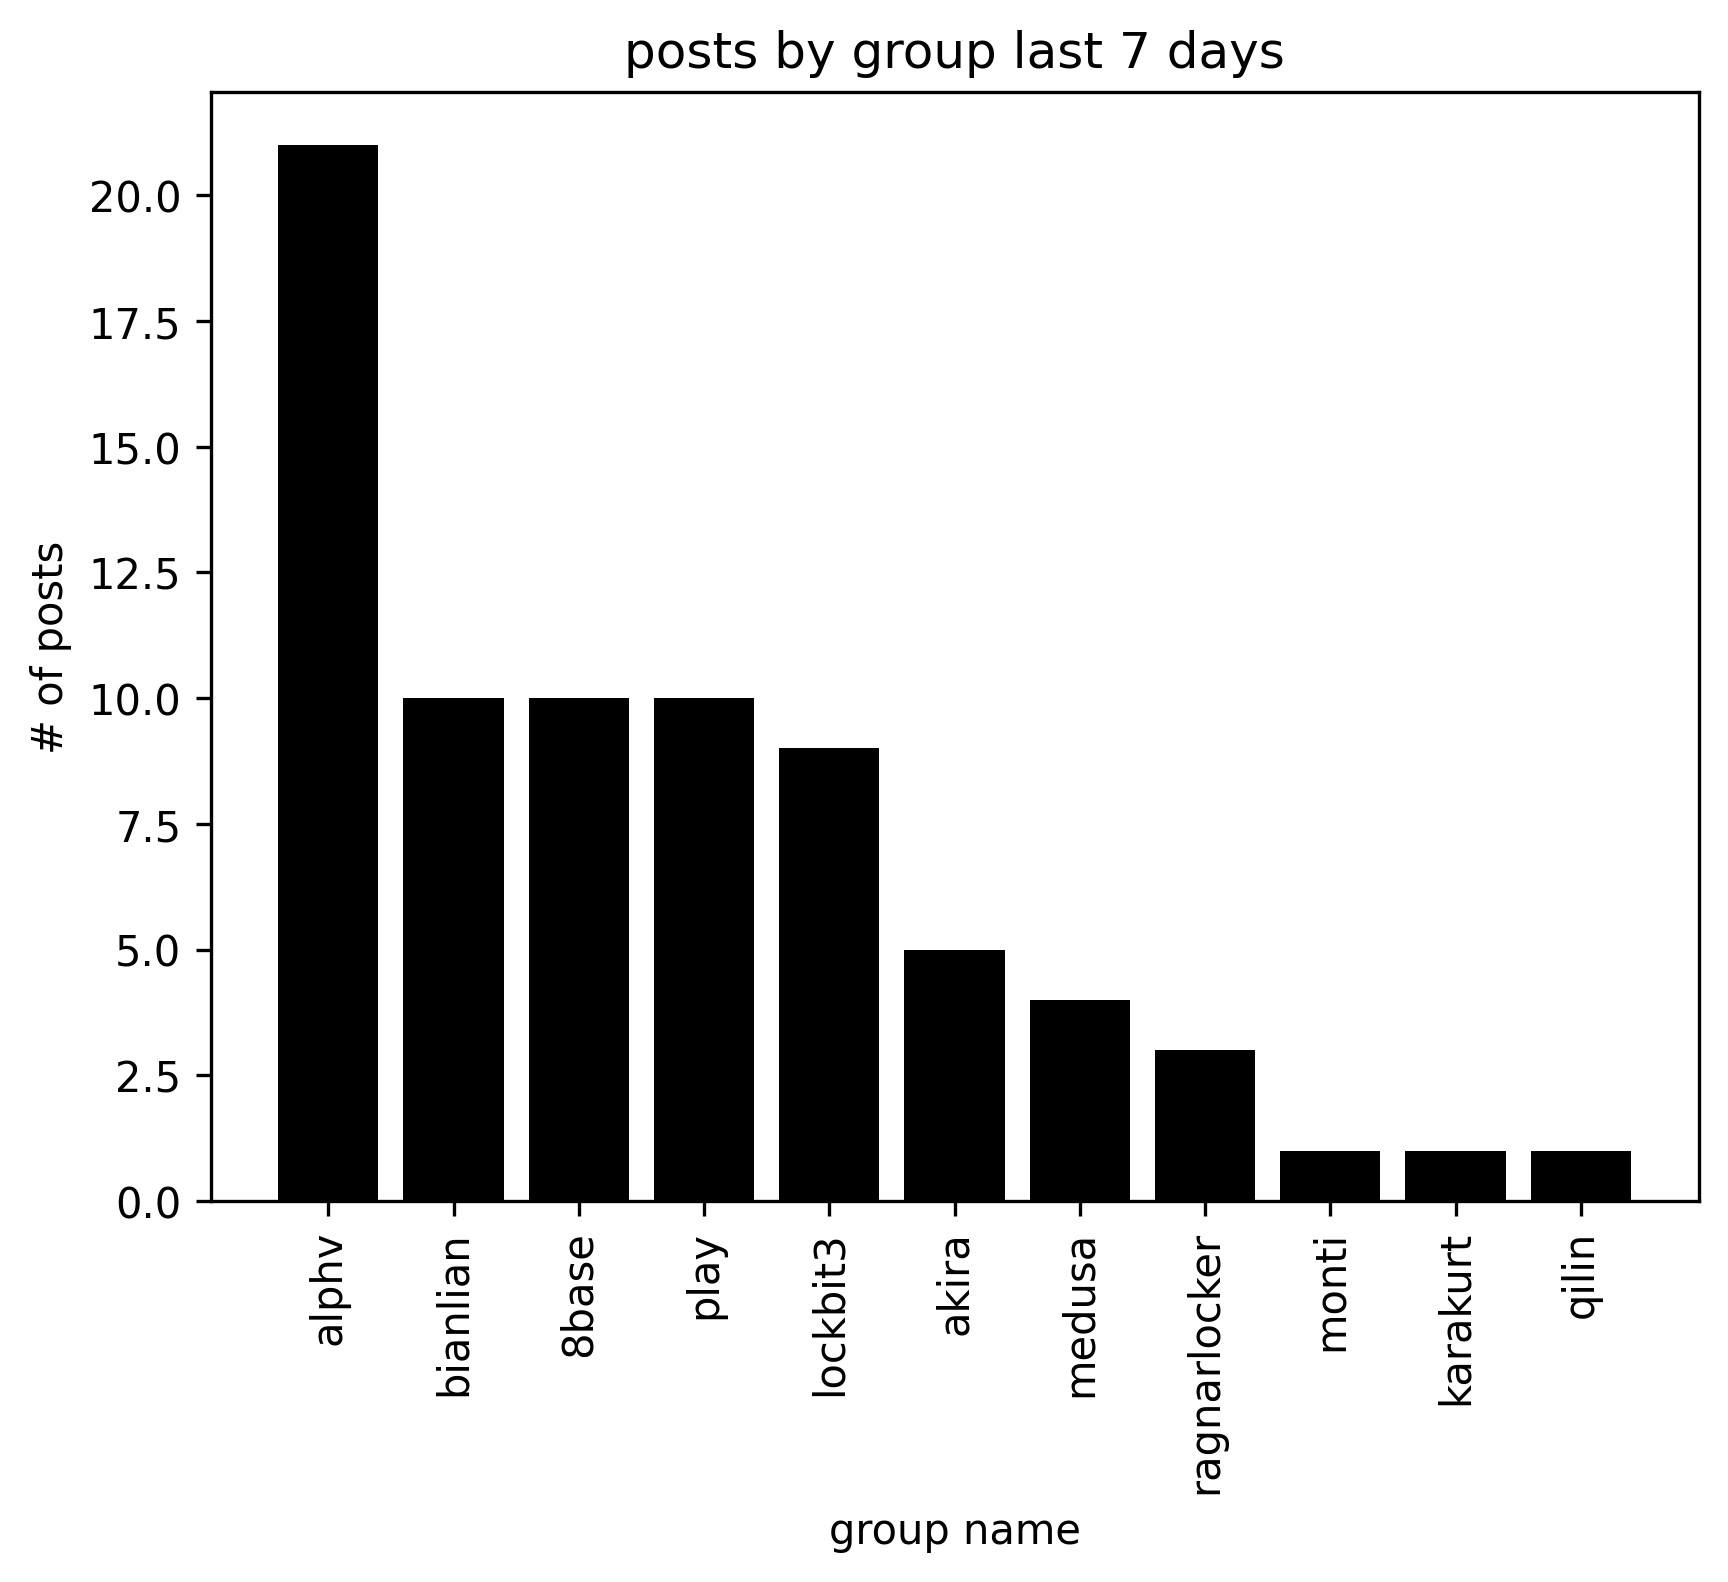 posts by group last 7 days
# of posts
20.0
17.5
15.0
12.5
10.0
7.5
5.0
2.5
0.0
alphv
bianlian
8base
play
lockbit3
akira
medusa
ragnarlocker
monti
karakurt
qilin
group name